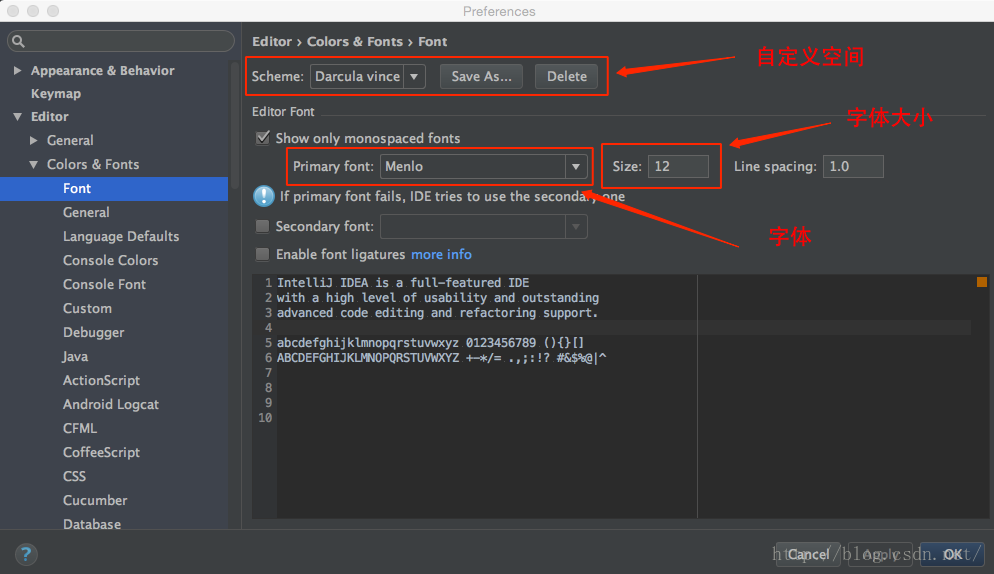 Preferences
Editor › Colors & Fonts › Font
Scheme: Darcula vince Save As... Delete
自定义空间
Editor Font
字体大小
Show only monospaced fonts
Primary font: Menlo
Size: 12
Line spacing: 1.0
If primary font fails, IDE tries to use the secondary one
Secondary font:
字体
Enable font ligatures more info
1 IntelliJ IDEA is a full-featured IDE
2 with a high level of usability and outstanding
3 advanced code editing and refactoring support.
4
5 abcdefghijklmnopqrstuvwxyz 0123456789 (){}[]
6 ABCDEFGHIJKLMNOPQRSTUVWXYZ +-*/= .,;:!? #&$%@|^
7
8
9
10
Appearance & Behavior
Keymap
Editor
General
Colors & Fonts
Font
General
Language Defaults
Console Colors
Console Font
Custom
Debugger
Java
ActionScript
Android Logcat
CFML
CoffeeScript
CSS
Cucumber
Database
?
Cancel Apply OK
http://blog.csdn.net/